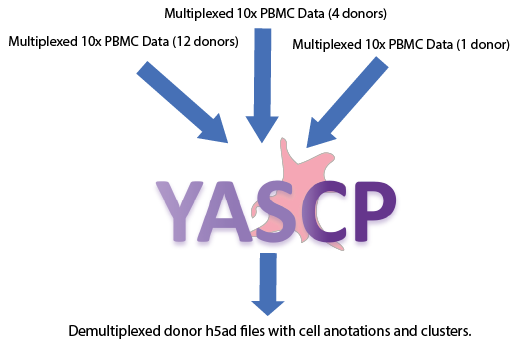 Multiplexed 10x PBMC Data (4 donors)
Multiplexed 10x PBMC Data (12 donors)
Multiplexed 10x PBMC Data (1 donor)
YASCP
Demultiplexed donor h5ad files with cell anotations and clusters.